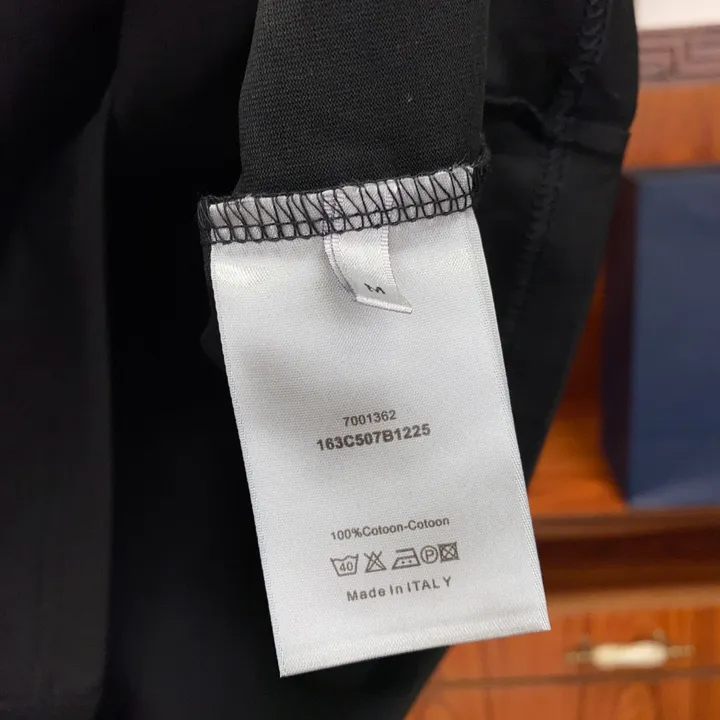 M
7001362
163C507B1225
100%Cotoon-Cotoon
40 P
Made in ITALY